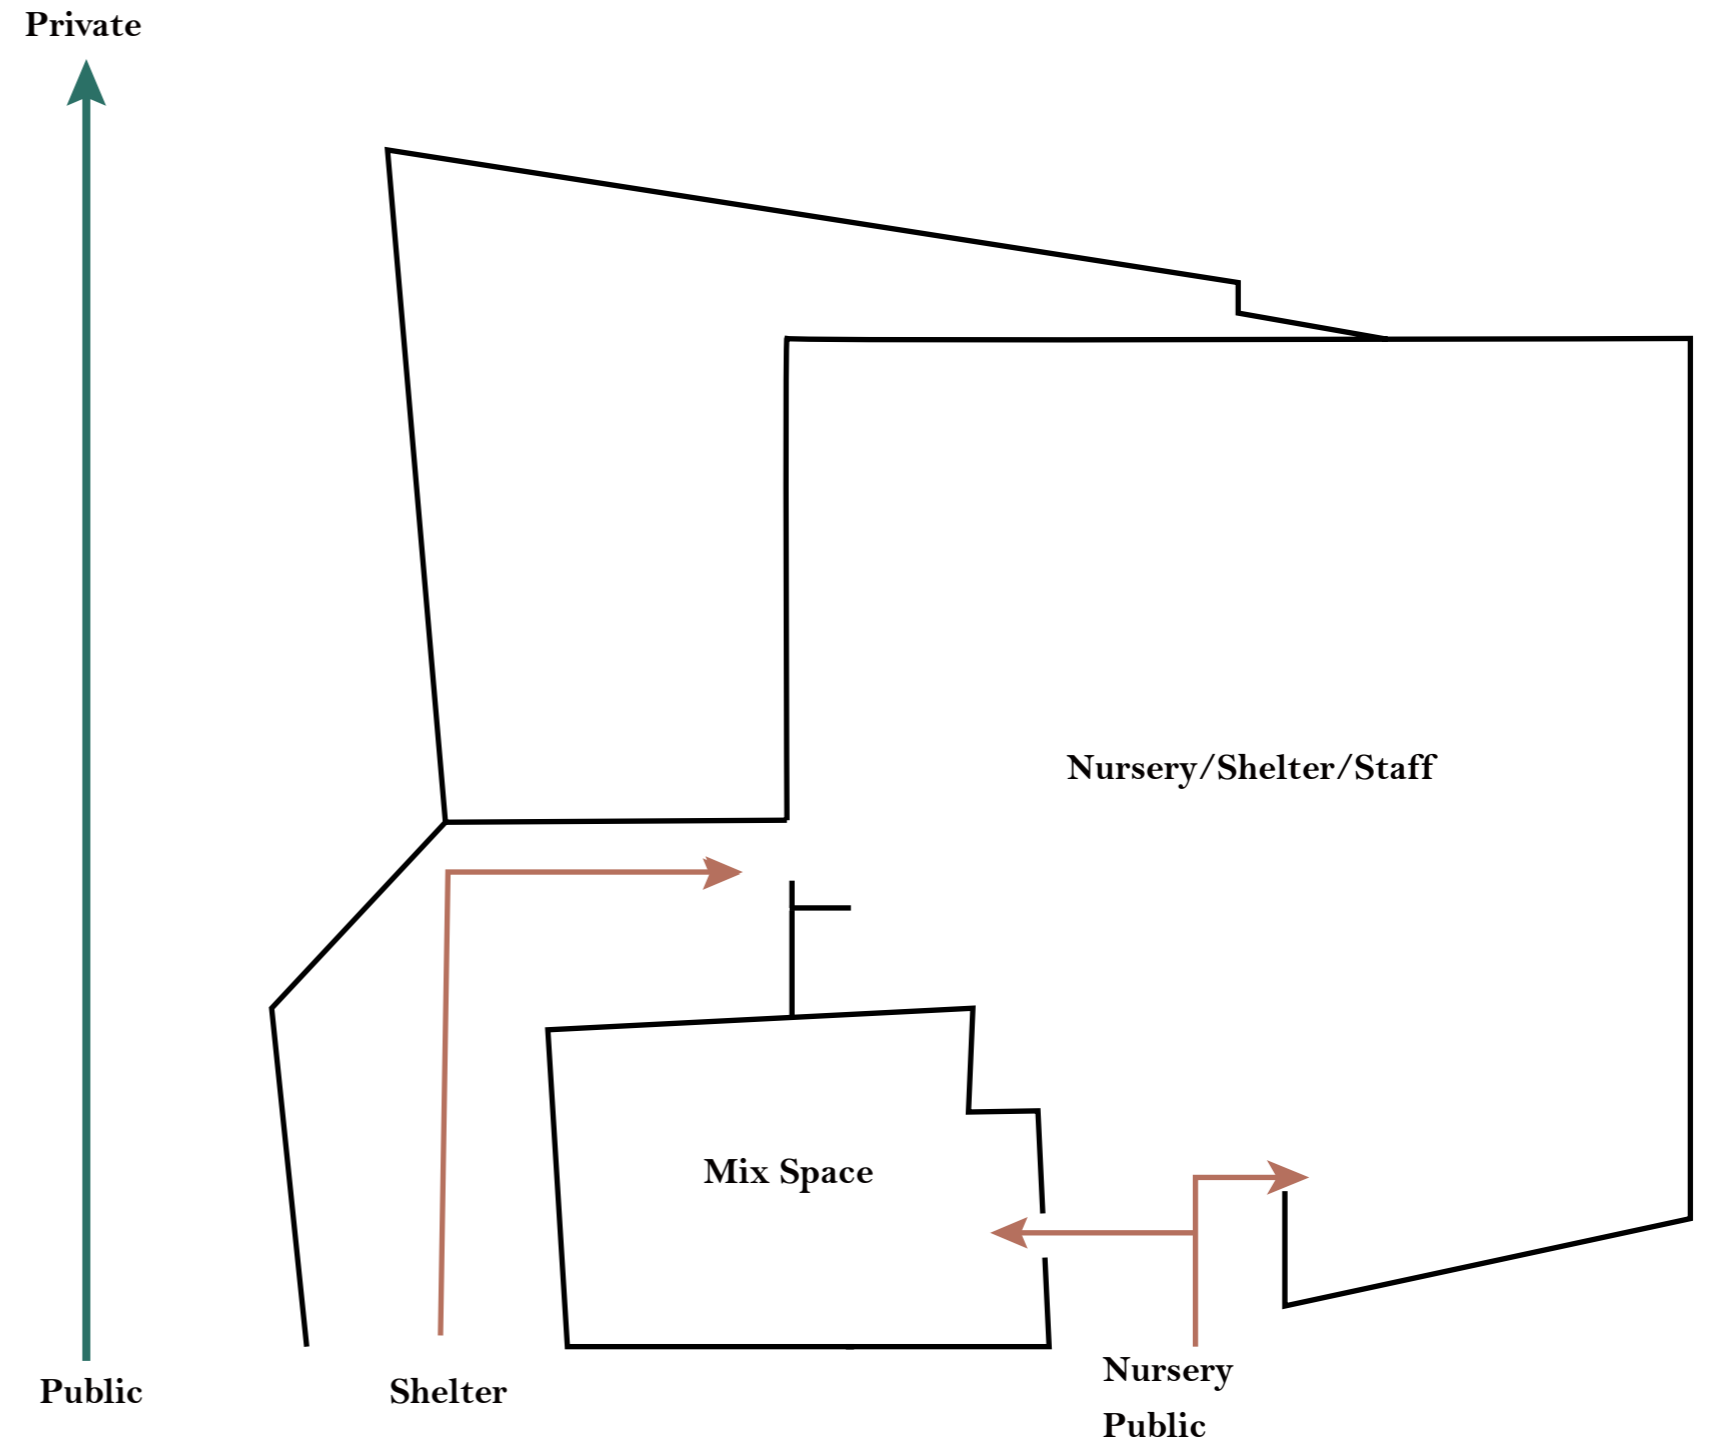 Private
Nursery/Shelter/Staff
Mix Space
Public
Shelter
Nursery
Public